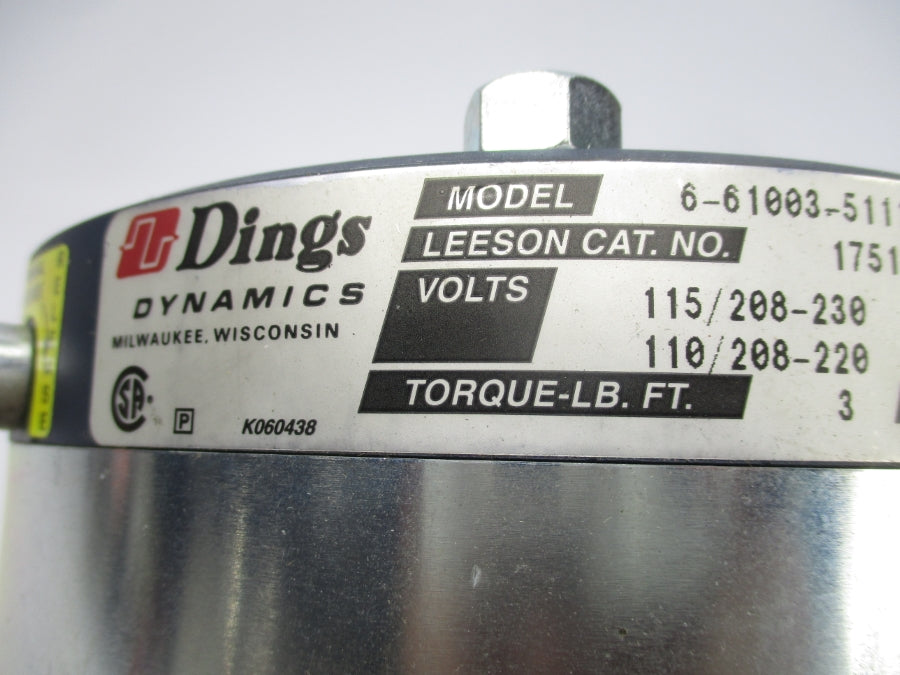 Dings
DYNAMICS
MILWAUKEE, WISCONSIN
SA
P
K060438
MODEL 6-61003-511
LEESON CAT. NO. 1751
VOLTS 115/208-230
110/208-220
TORQUE-LB. FT. 3